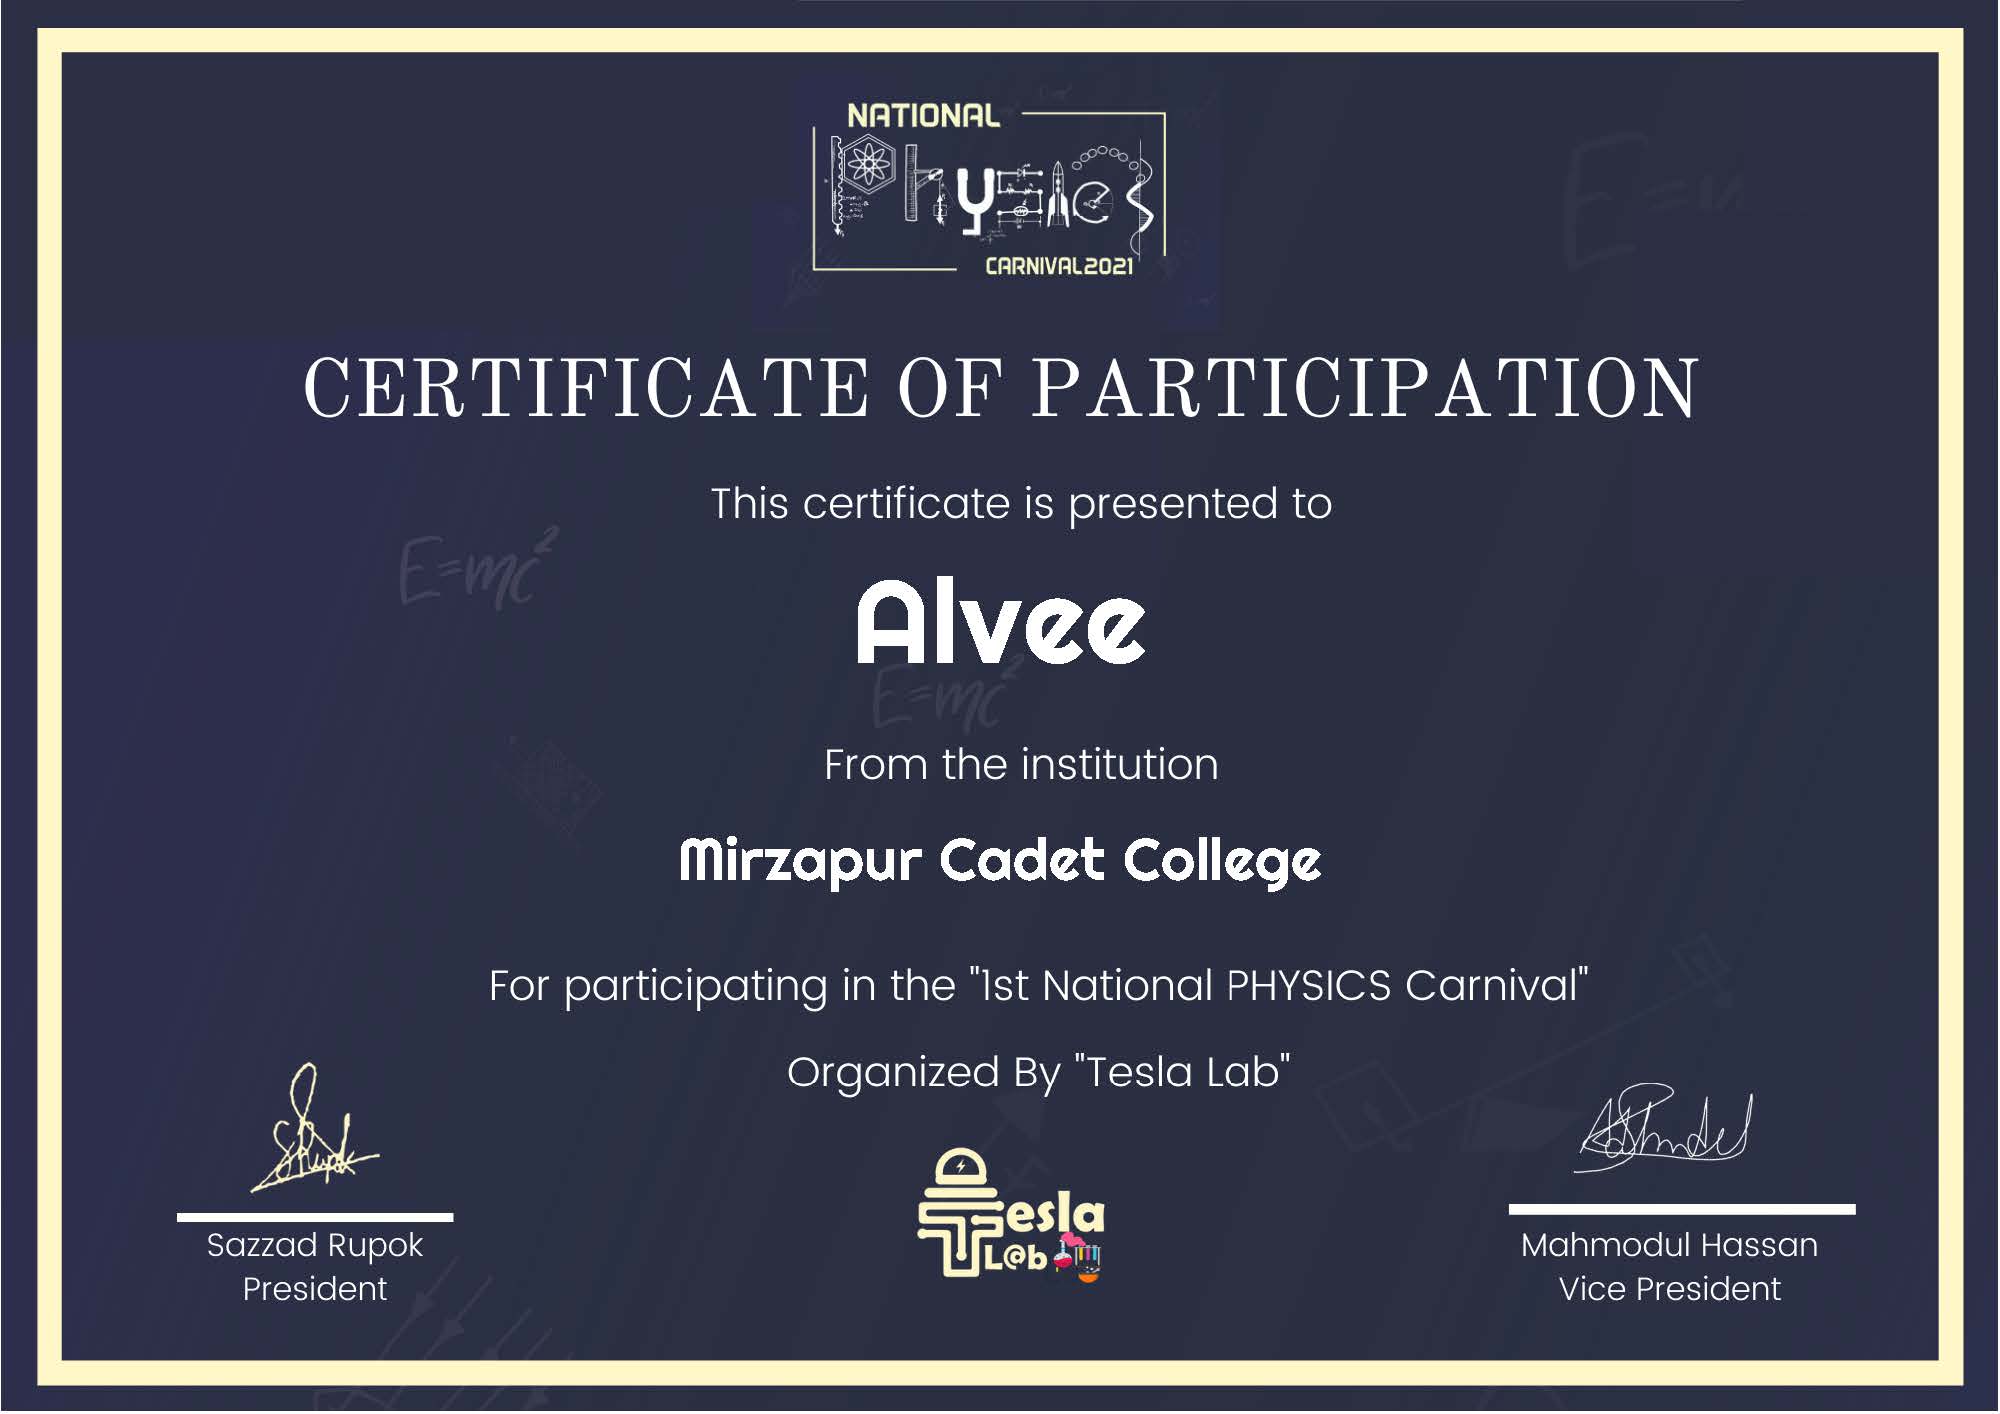 NATIONAL
Physics
CARNIVAL2021
E=m
CERTIFICATE OF PARTICIPATION
This certificate is presented to
E=mc²
Alvee
E=mc²
From the institution
Mirzapur Cadet College
For participating in the "1st National PHYSICS Carnival"
Organized By "Tesla Lab"
Tesla
L@b
Sazzad Rupok
President
Mahmodul Hassan
Vice President